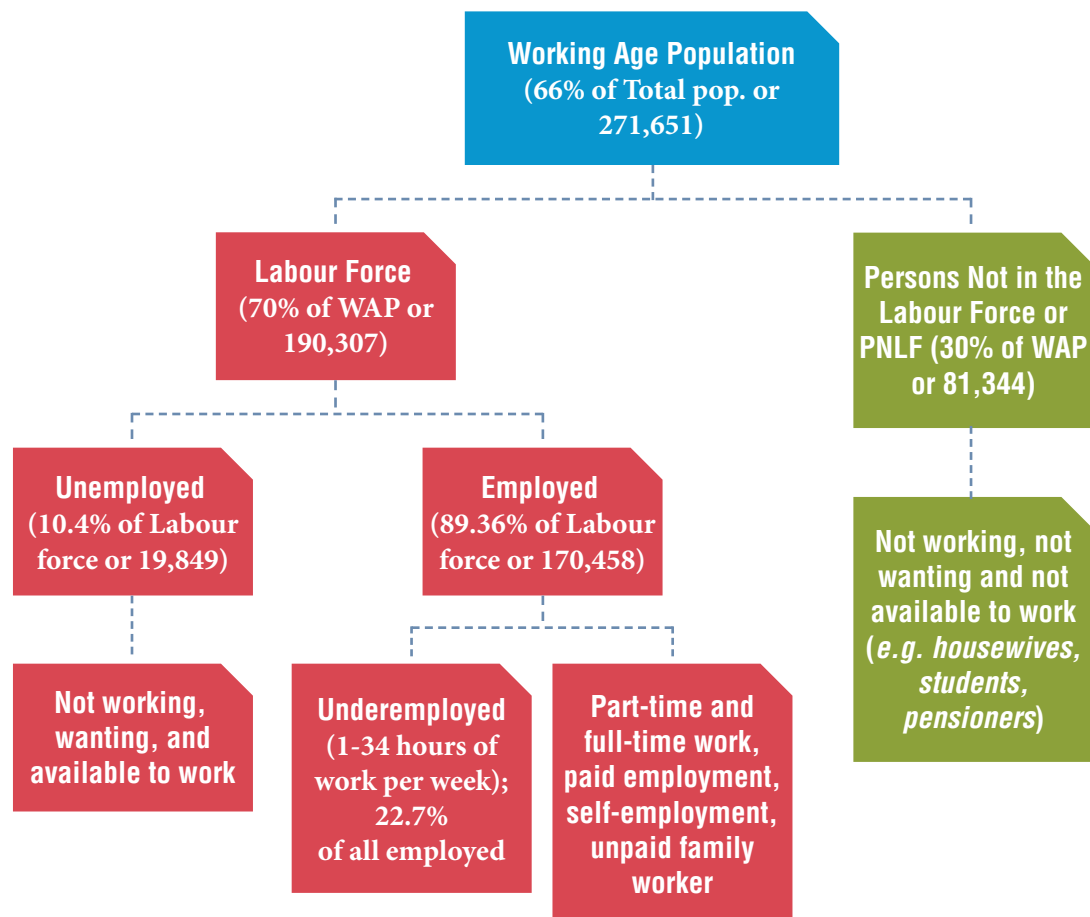 Working Age Population
(66% of Total pop. or
271,651)
Labour Force
(70% of WAP or
190,307)
Persons Not in the
Labour Force or
PNLF (30% of WAP
or 81,344)
Unemployed
(10.4% of Labour
force or 19,849)
Employed
(89.36% of Labour
force or 170,458)
Not working, not
wanting and not
available to work
(e.g. housewives,
students,
pensioners)
Not working,
wanting, and
available to work
Underemployed
(1-34 hours of
work per week);
22.7%
of all employed
Part-time and
full-time work,
paid employment,
self-employment,
unpaid family
worker